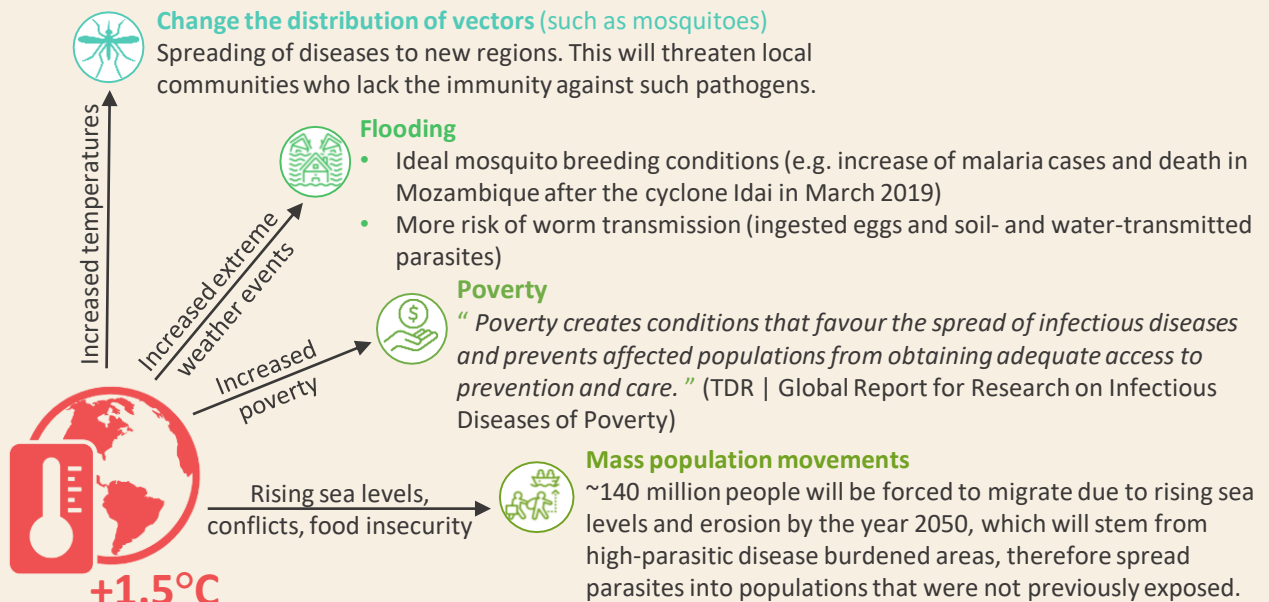 Change the distribution of vectors (such as mosquitoes)
Spreading of diseases to new regions. This will threaten local
communities who lack the immunity against such pathogens.
Increased temperatures
Flooding
• Ideal mosquito breeding conditions (e.g. increase of malaria cases and death in
Mozambique after the cyclone Idai in March 2019)
• More risk of worm transmission (ingested eggs and soil- and water-transmitted
parasites)
Increased extreme
weather events
Poverty
“ Poverty creates conditions that favour the spread of infectious diseases
and prevents affected populations from obtaining adequate access to
prevention and care. ” (TDR | Global Report for Research on Infectious
Diseases of Poverty)
$
Increased
poverty
Mass population movements
~140 million people will be forced to migrate due to rising sea
levels and erosion by the year 2050, which will stem from
high-parasitic disease burdened areas, therefore spread
parasites into populations that were not previously exposed.
Rising sea levels,
conflicts, food insecurity
+1.5°C